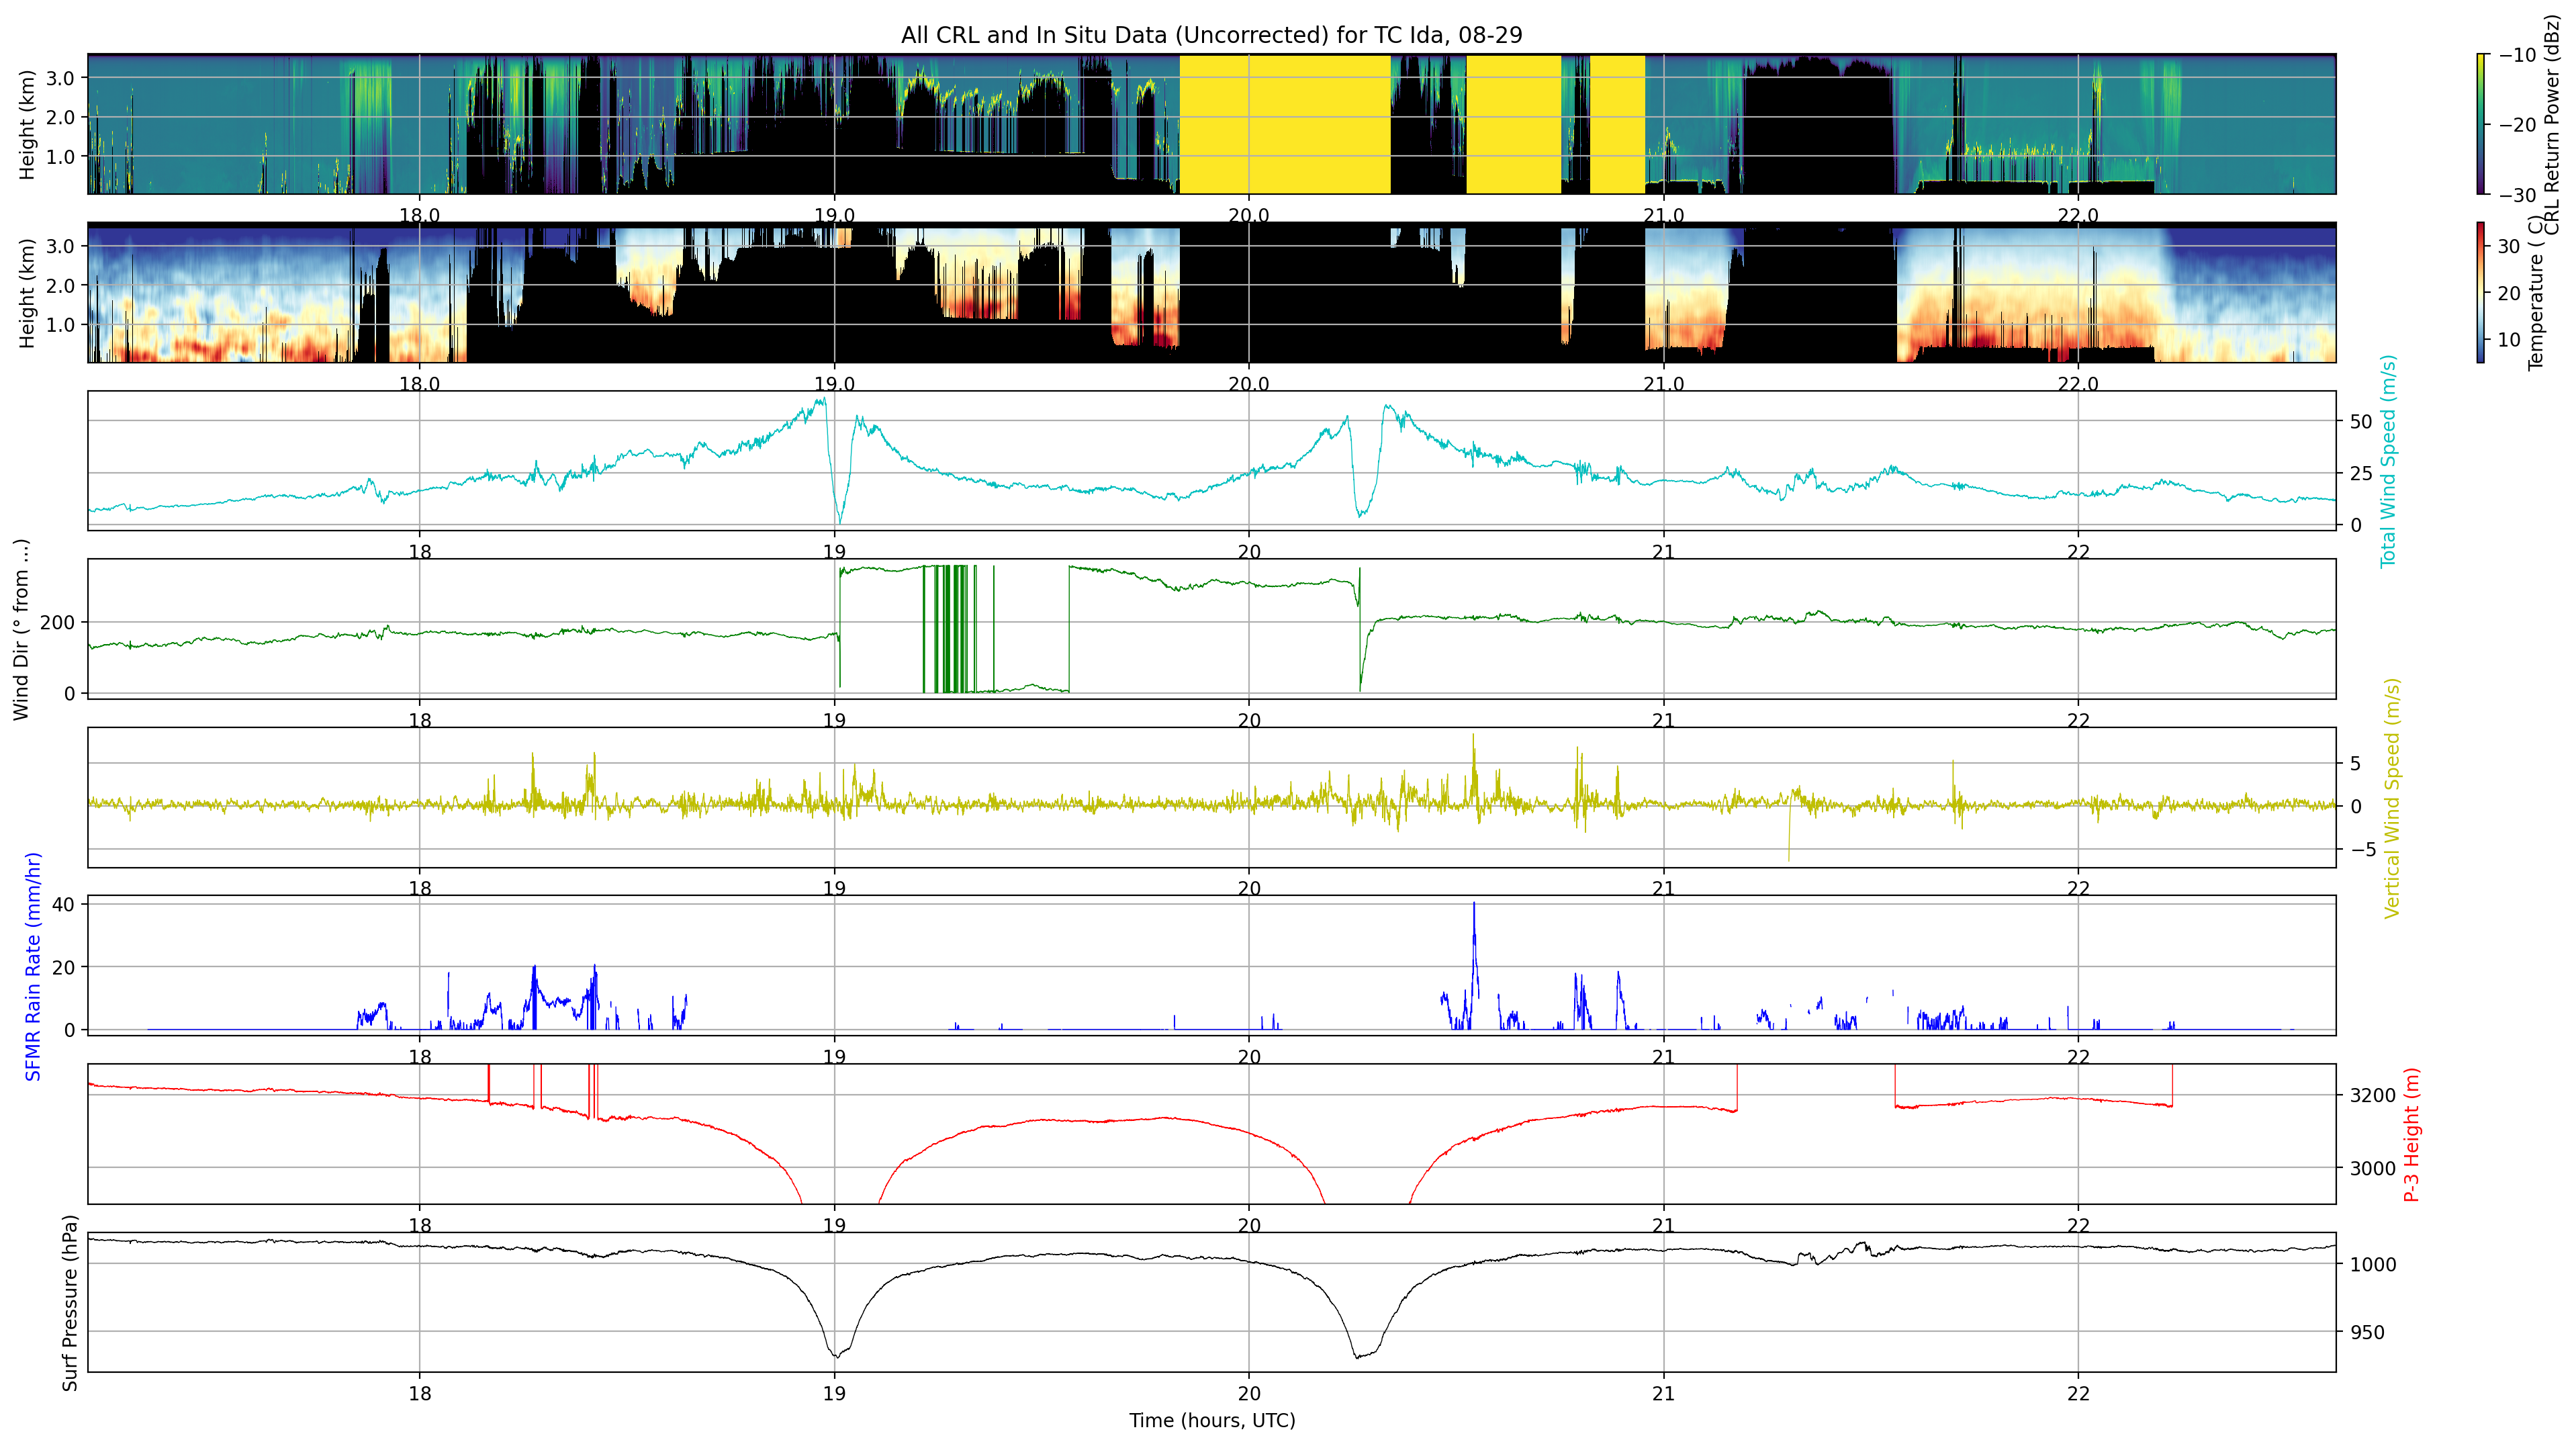 All CRL and In Situ Data (Uncorrected) for TC Ida, 08-29
Height (km)
3.0
2.0
1.0
18.0 19.0 20.0 21.0 22.0
−10
−20
−30
CRL Return Power (dBz)
Height (km)
3.0
2.0
1.0
18.0 19.0 20.0 21.0 22.0
30
20
10
Temperature ( C)
50
25
0
Total Wind Speed (m/s)
18 19 20 21 22
Wind Dir (° from ...)
200
0
18 19 20 21 22
5
0
−5
Vertical Wind Speed (m/s)
18 19 20 21 22
SFMR Rain Rate (mm/hr)
40
20
0
18 19 20 21 22
3200
3000
P-3 Height (m)
18 19 20 21 22
Surf Pressure (hPa)
1000
950
18 19 20 21 22
Time (hours, UTC)